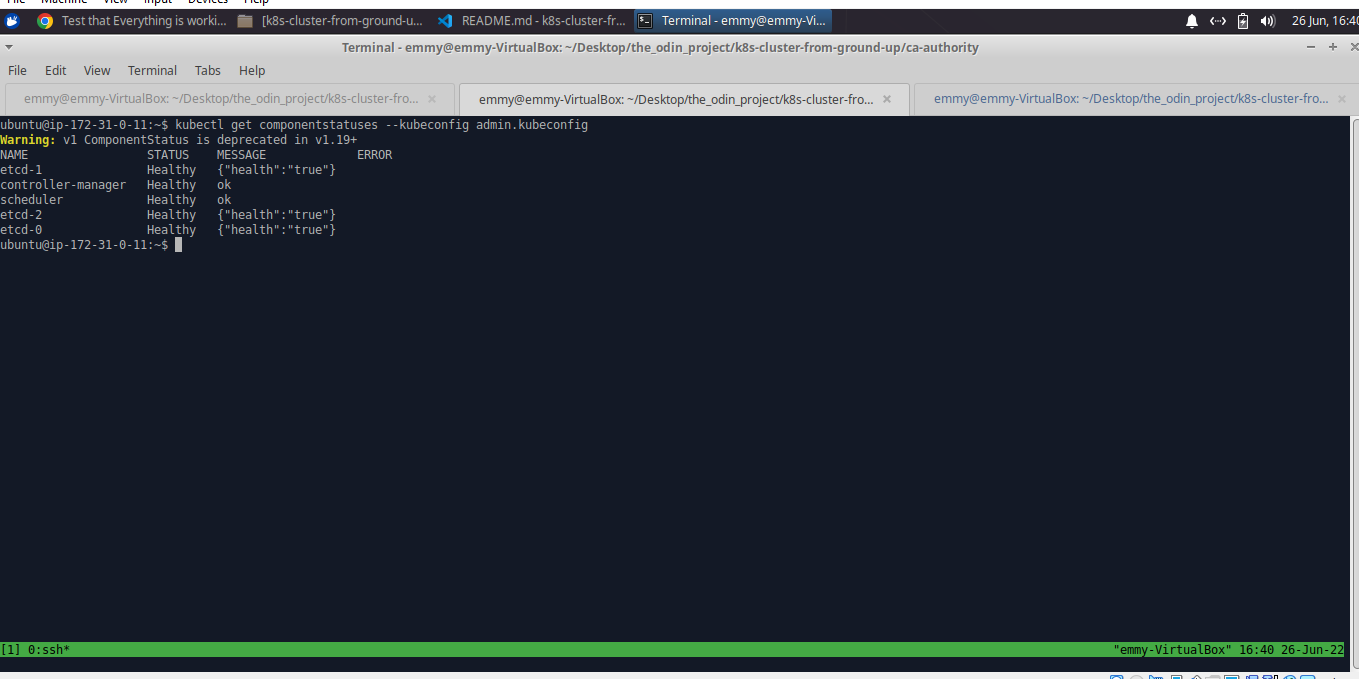 File Machine View Input Devices Help
Test that Everything is worki... [k8s-cluster-from-ground-u... README.md - k8s-cluster-fr... Terminal - emmy@emmy-Vi... 26 Jun, 16:40
Terminal - emmy@emmy-VirtualBox: ~/Desktop/the_odin_project/k8s-cluster-from-ground-up/ca-authority
File Edit View Terminal Tabs Help
emmy@emmy-VirtualBox: ~/Desktop/the_odin_project/k8s-cluster-fro... emmy@emmy-VirtualBox: ~/Desktop/the_odin_project/k8s-cluster-fro... emmy@emmy-VirtualBox: ~/Desktop/the_odin_project/k8s-cluster-fro...
ubuntu@ip-172-31-0-11:~$ kubectl get componentstatuses --kubeconfig admin.kubeconfig
Warning: v1 ComponentStatus is deprecated in v1.19+
NAME STATUS MESSAGE ERROR
etcd-1 Healthy {"health":"true"}
controller-manager Healthy ok
scheduler Healthy ok
etcd-2 Healthy {"health":"true"}
etcd-0 Healthy {"health":"true"}
ubuntu@ip-172-31-0-11:~$
[1] 0:ssh* "emmy-VirtualBox" 16:40 26-Jun-22